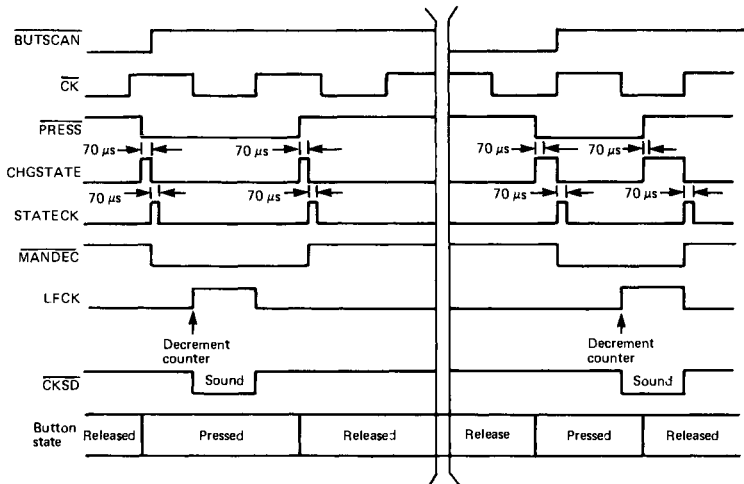 BUTSCAN
CK
PRESS
70 µs 70 µs 70 µs 70 µs
CHGSTATE
70 µs 70 µs 70 µs 70 µs
STATECK
MANDEC
LFCK
Decrement counter Decrement counter
CKSD Sound Sound
Button state Released Pressed Released Release Pressed Released